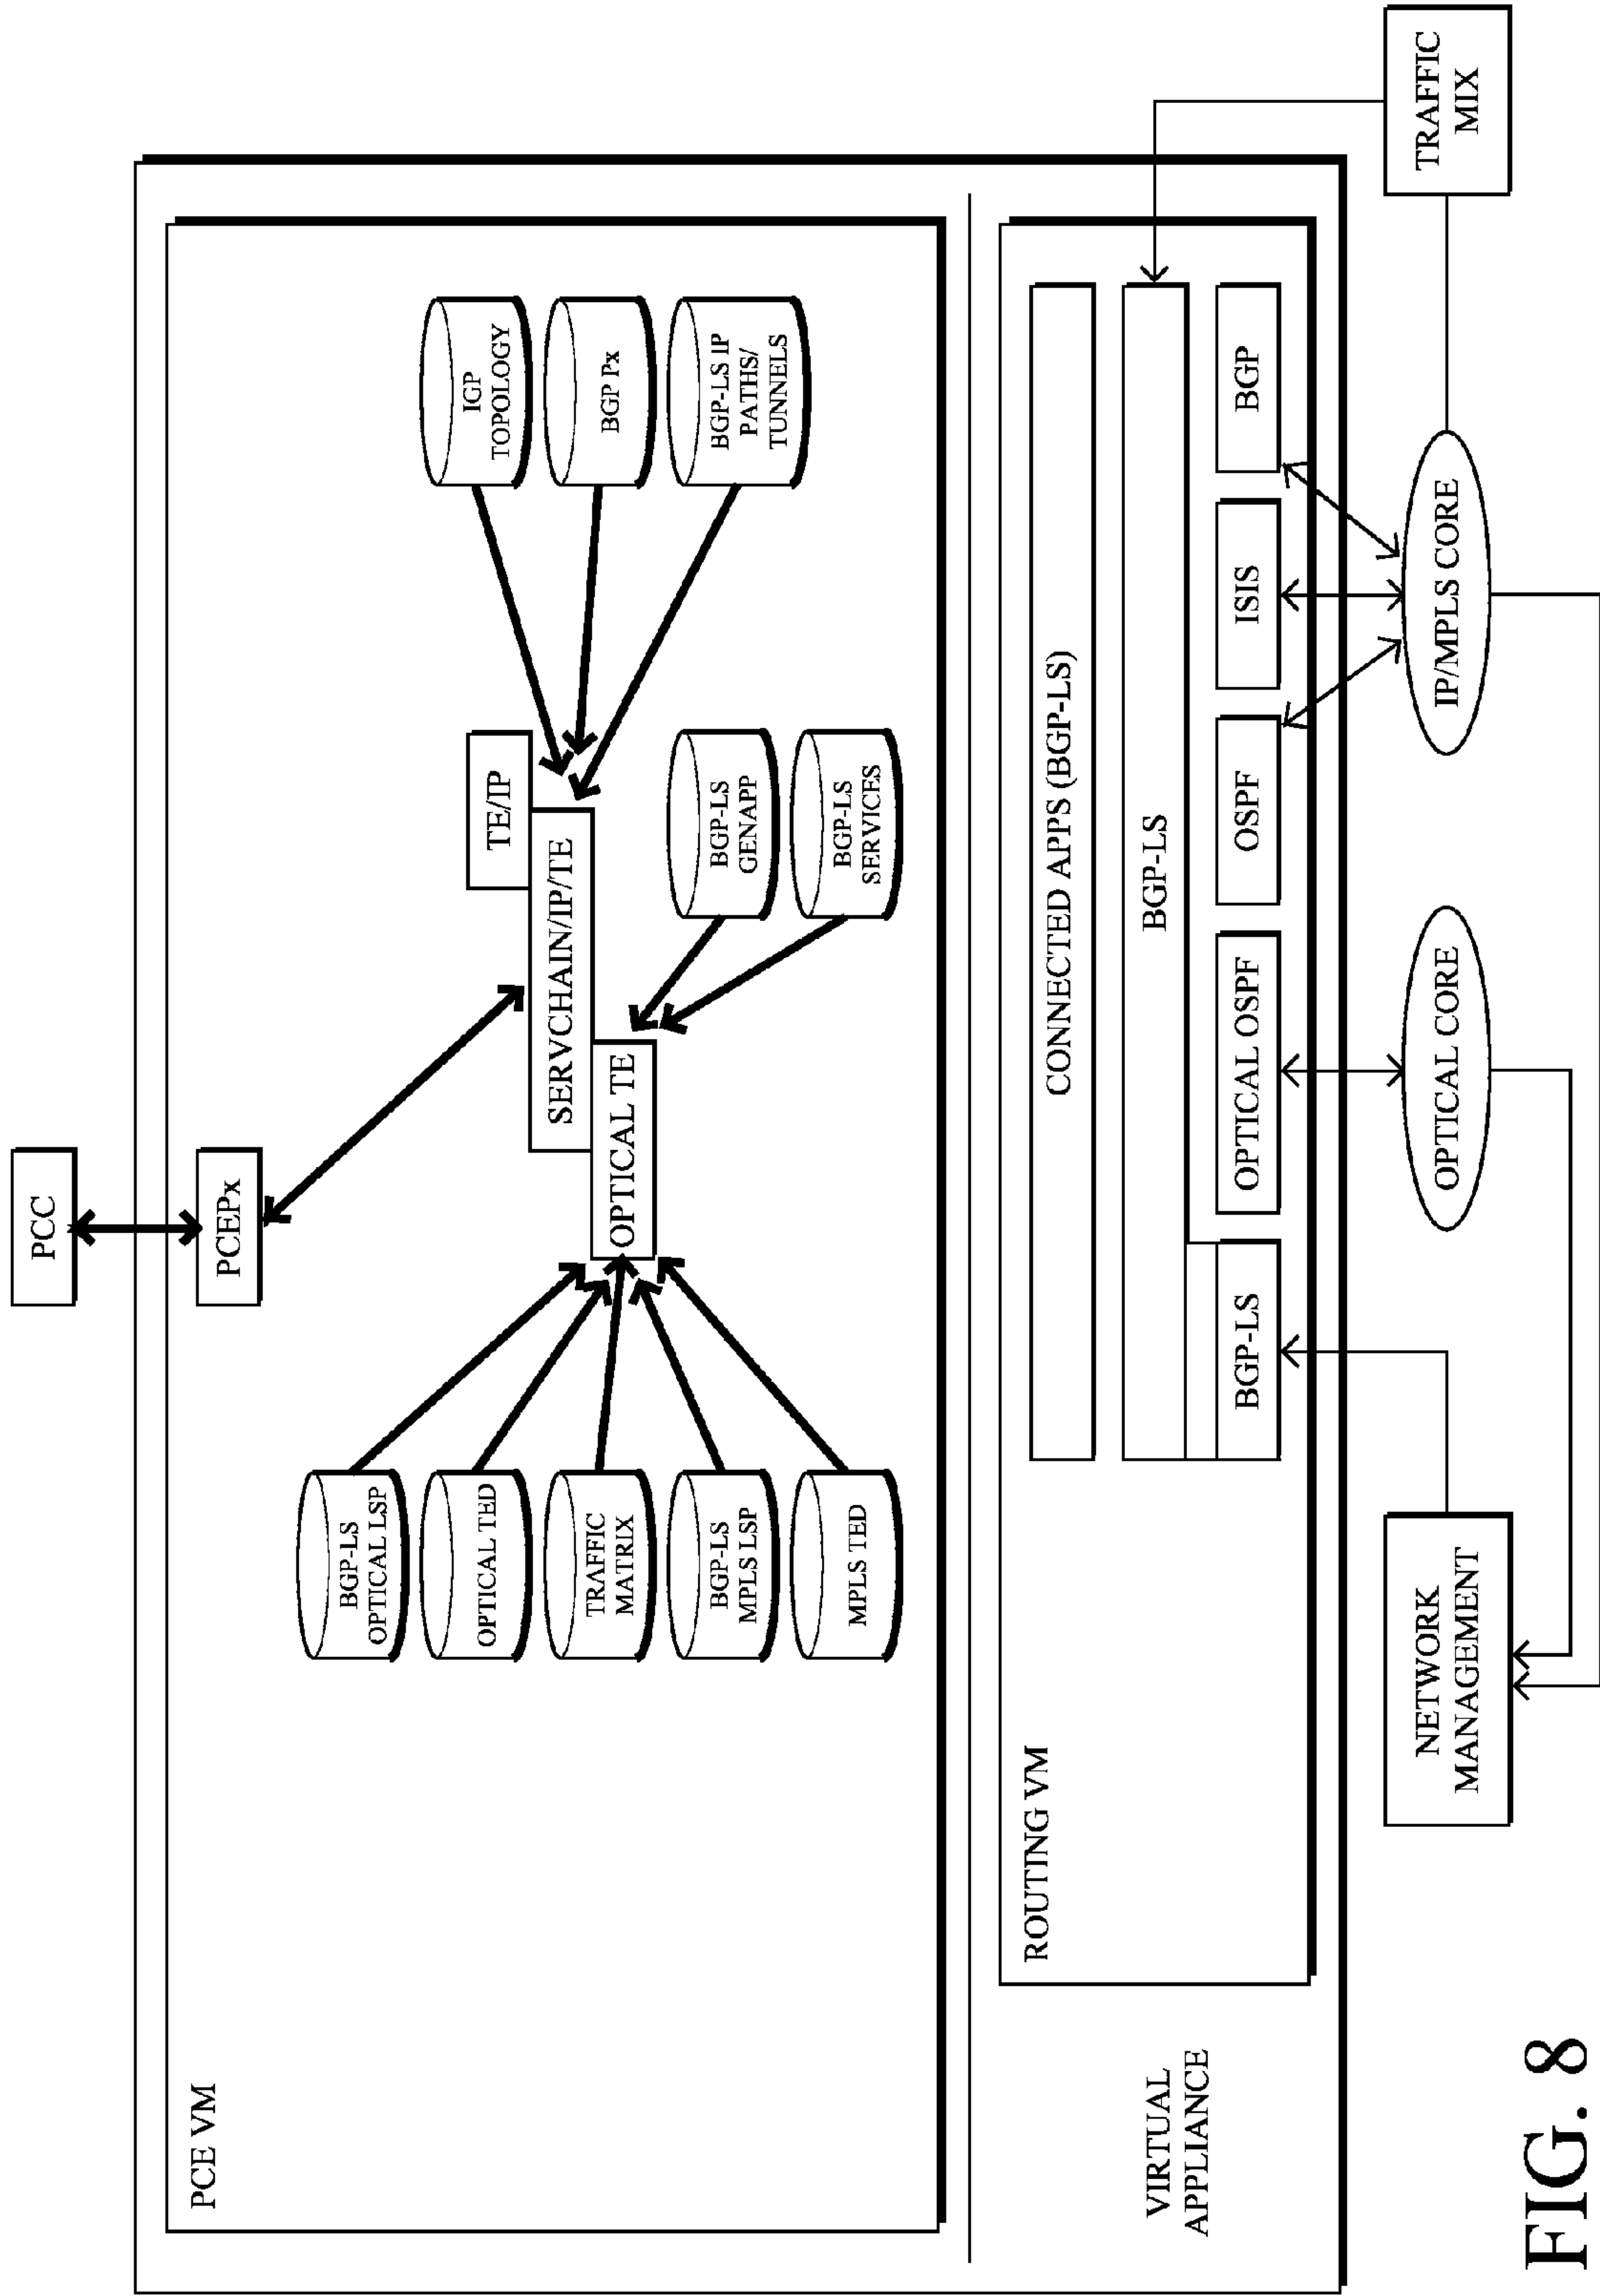 PCC
PCE VM
PCEPx
BGP-LS
OPTICAL LSP
OPTICAL TED
TRAFFIC
MATRIX
BGP-LS
MPLS LSP
MPLS TED
TE/IP
SERVCHAIN/IP/TE
OPTICAL TE
BGP-LS
GENAPP
BGP-LS
SERVICES
IGP
TOPOLOGY
BGP Px
BGP-LS IP
PATHS/
TUNNELS
VIRTUAL
APPLIANCE
ROUTING VM
CONNECTED APPS (BGP-LS)
BGP-LS
BGP-LS
OPTICAL OSPF
OSPF
ISIS
BGP
NETWORK
MANAGEMENT
OPTICAL CORE
IP/MPLS CORE
TRAFFIC
MIX
FIG. 8